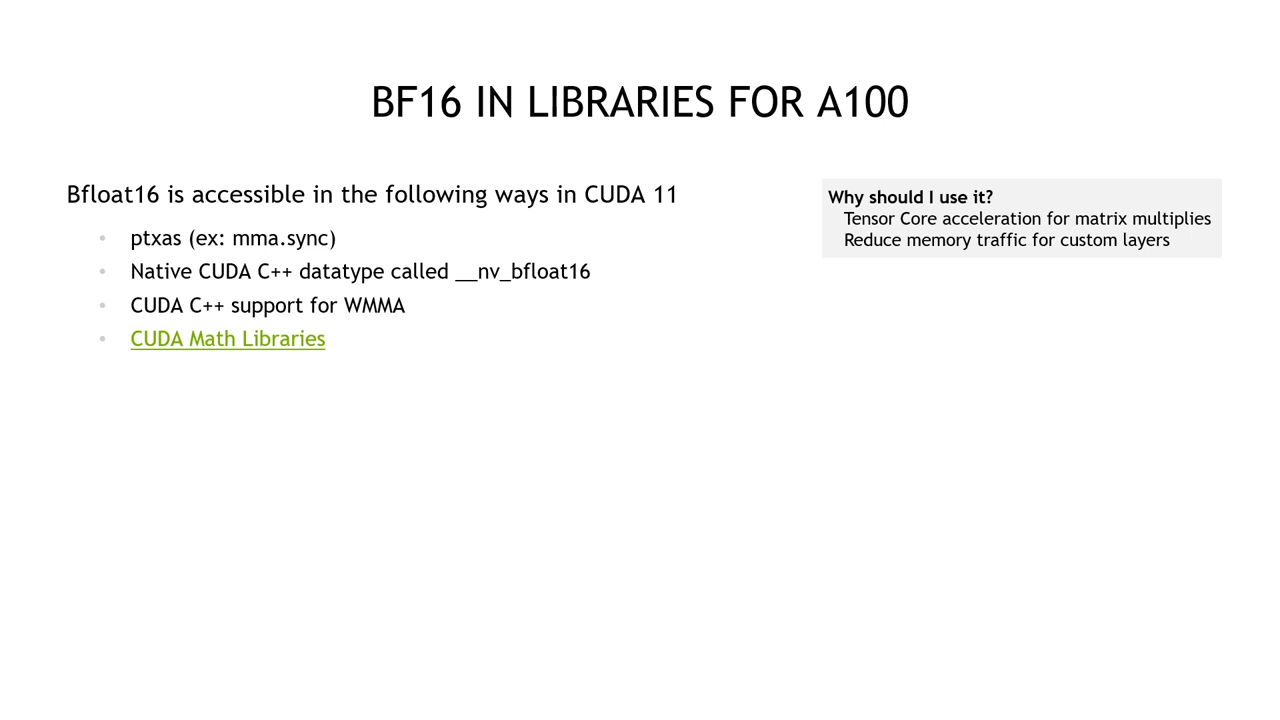 BF16 IN LIBRARIES FOR A100
Bfloat16 is accessible in the following ways in CUDA 11
• ptxas (ex: mma.sync)
• Native CUDA C++ datatype called __nv_bfloat16
• CUDA C++ support for WMMA
• CUDA Math Libraries
Why should I use it?
Tensor Core acceleration for matrix multiplies
Reduce memory traffic for custom layers